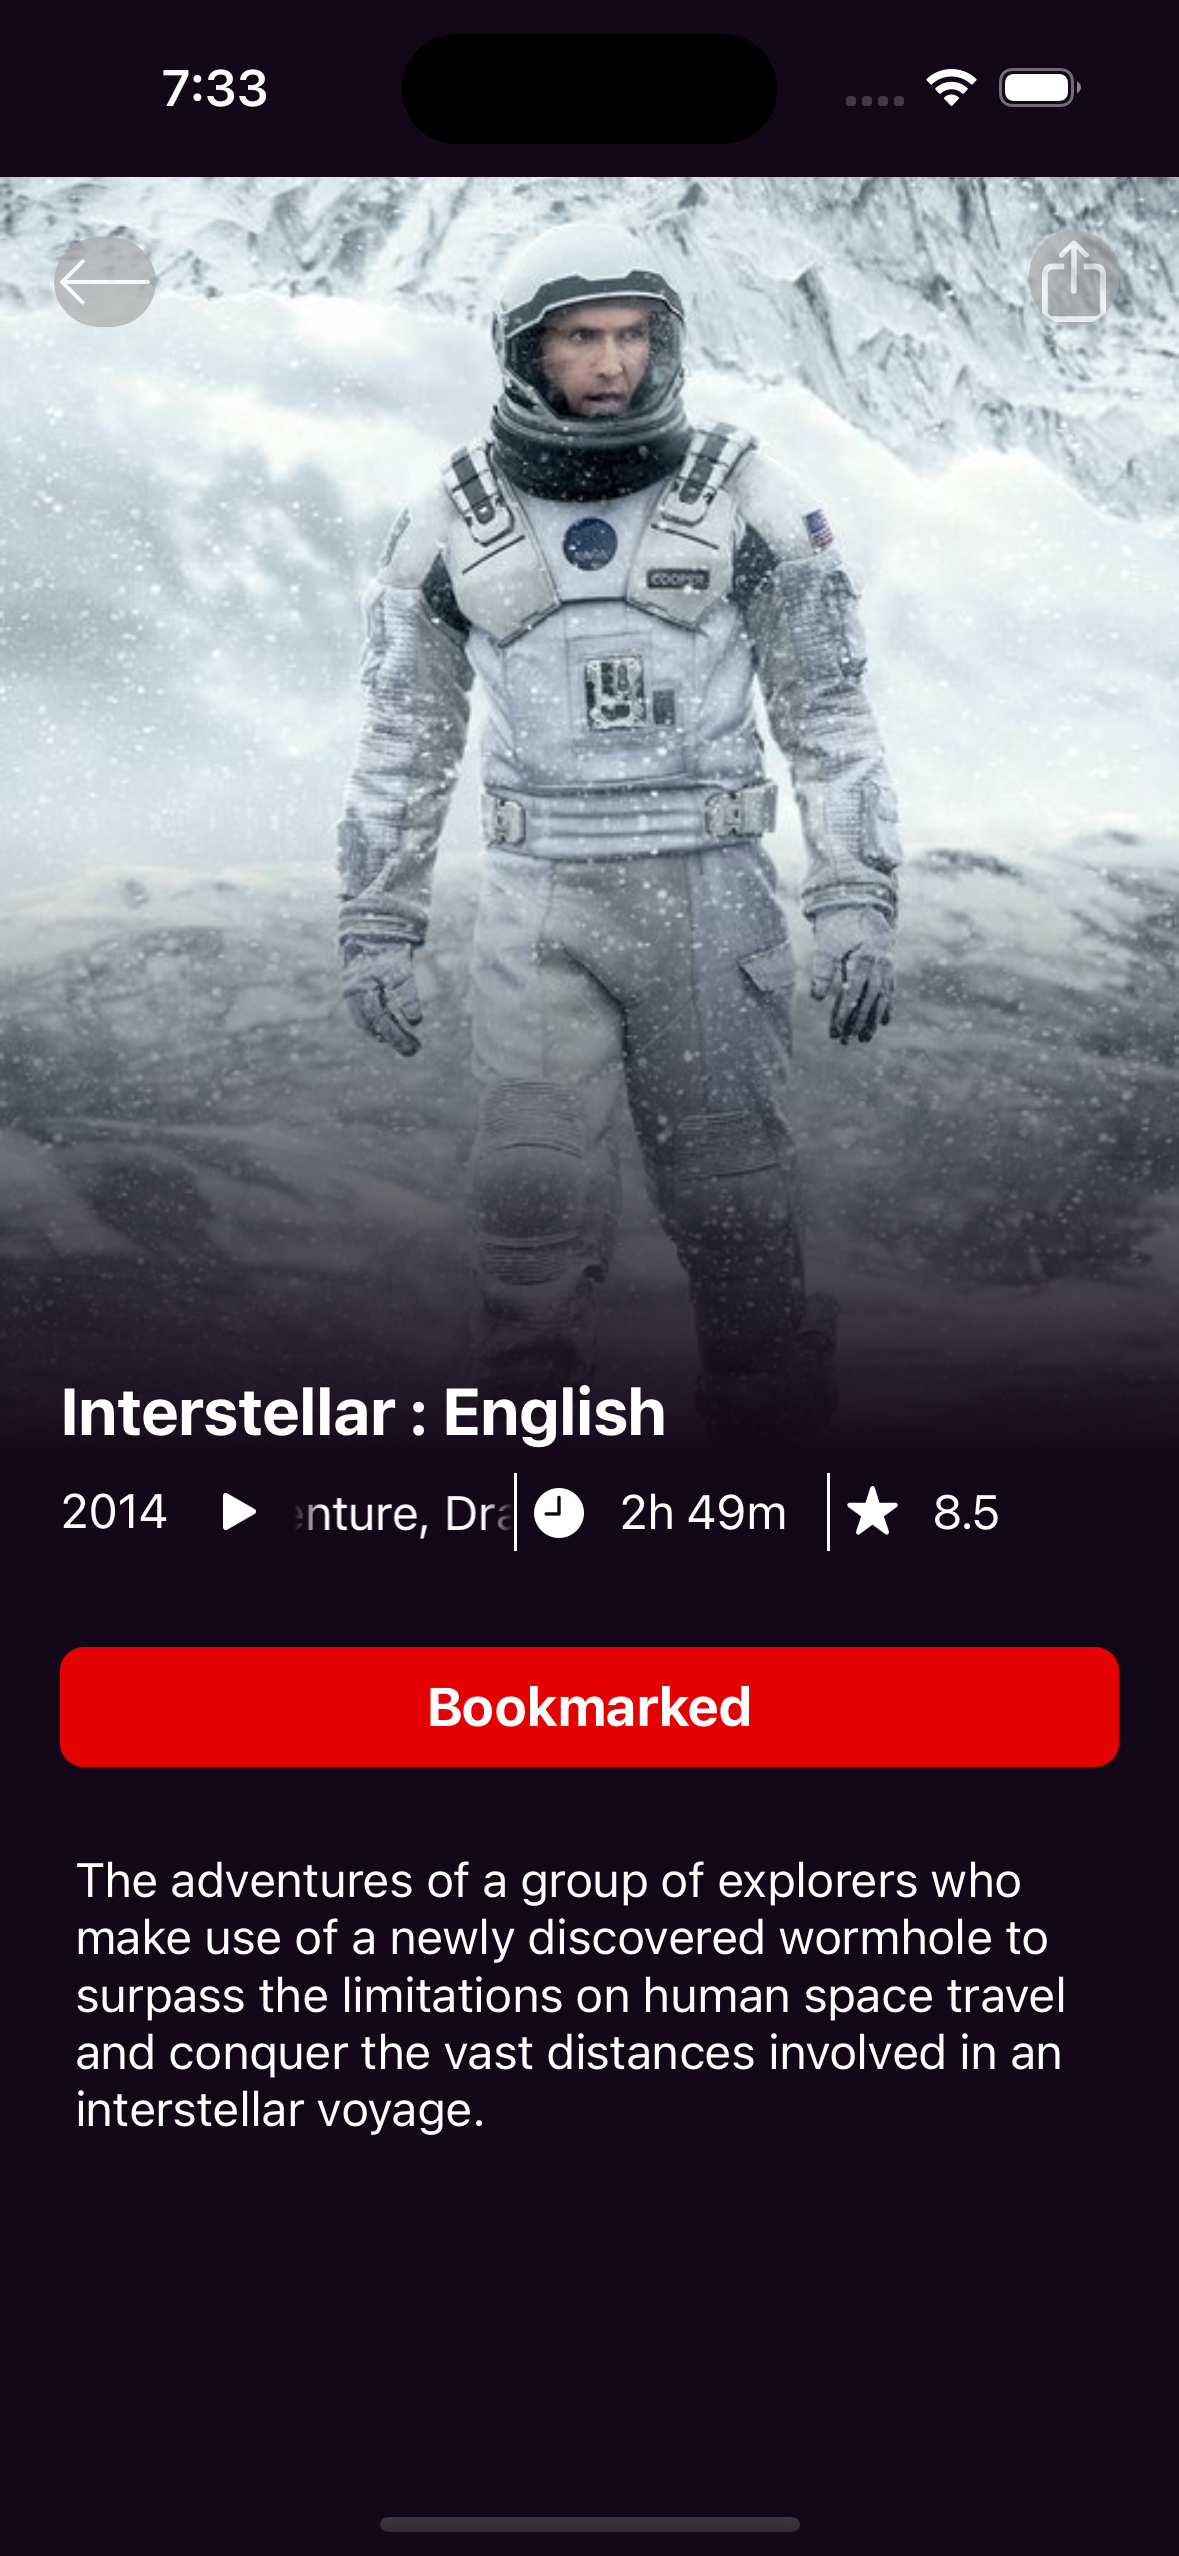 7:33
COOPER
Interstellar : English
2014 enture, Dra 2h 49m 8.5
Bookmarked
The adventures of a group of explorers who
make use of a newly discovered wormhole to
surpass the limitations on human space travel
and conquer the vast distances involved in an
interstellar voyage.